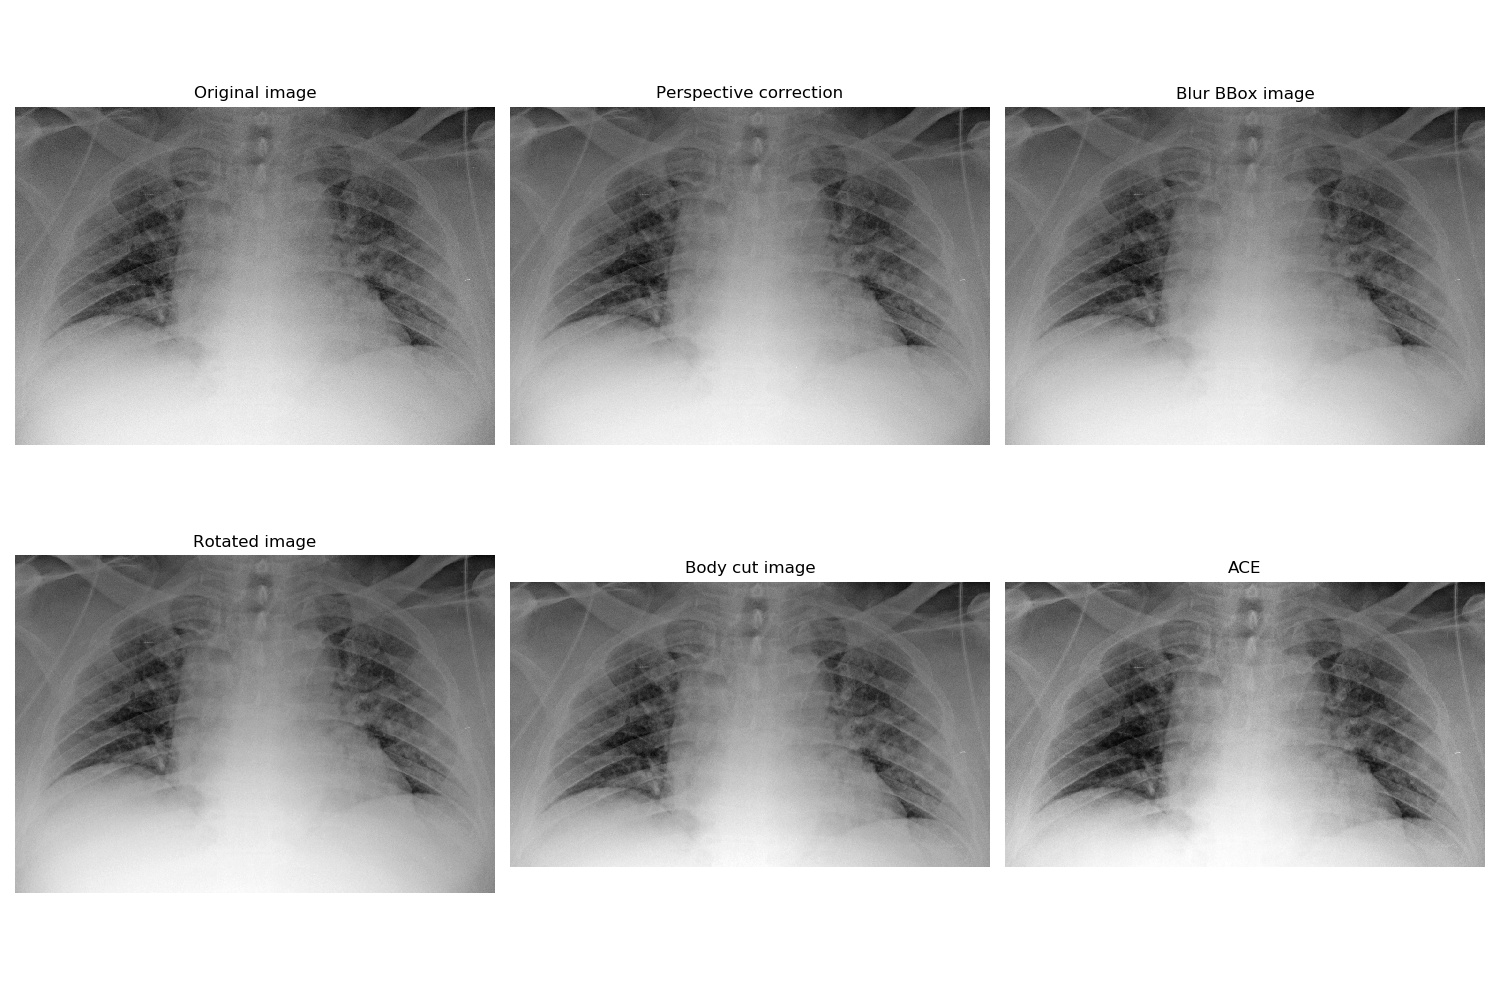 Original image
Perspective correction
Blur BBox image
Rotated image
Body cut image
ACE